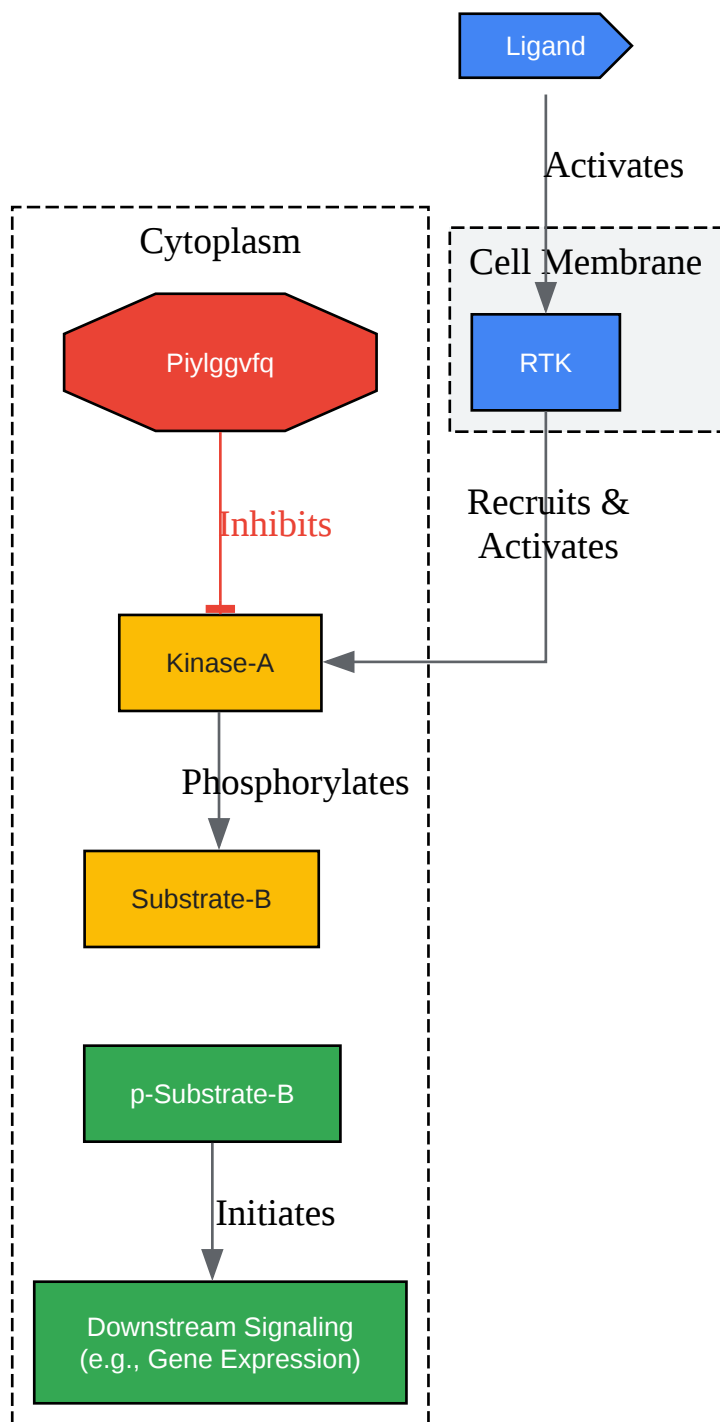 Ligand
Activates
Cytoplasm
Cell Membrane
Piylggvfq
RTK
Inhibits
Recruits &
Activates
Kinase-A
Phosphorylates
Substrate-B
p-Substrate-B
Initiates
Downstream Signaling
(e.g., Gene Expression)